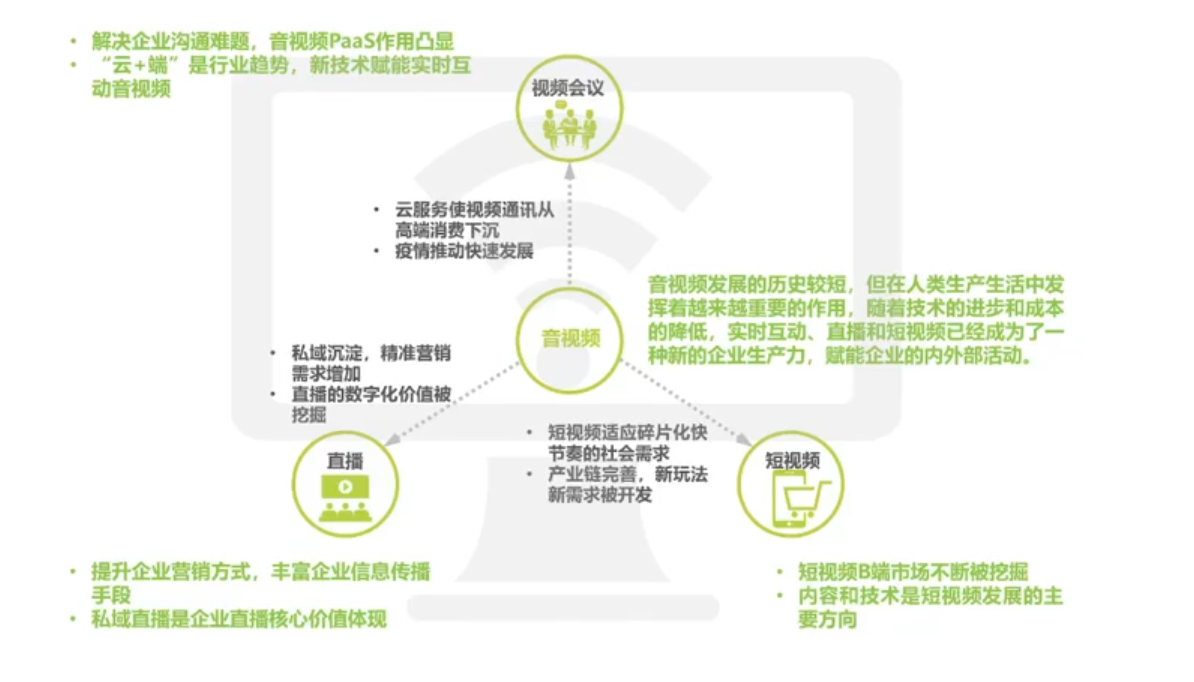 • 解决企业沟通难题，音视频PaaS作用凸显
• “云+端”是行业趋势，新技术赋能实时互
动音视频
视频会议
• 云服务使视频通讯从
高端消费下沉
• 疫情推动快速发展
音视频
音视频发展的历史较短，但在人类生产生活中发
挥着越来越重要的作用，随着技术的进步和成本
的降低，实时互动、直播和短视频已经成为了一
种新的企业生产力，赋能企业的内外部活动。
• 私域沉淀，精准营销
需求增加
• 直播的数字化价值被
挖掘
• 短视频适应碎片化快
节奏的社会需求
• 产业链完善，新玩法
新需求被开发
直播
短视频
• 提升企业营销方式，丰富企业信息传播
手段
• 私域直播是企业直播核心价值体现
• 短视频B端市场不断被挖掘
• 内容和技术是短视频发展的主
要方向